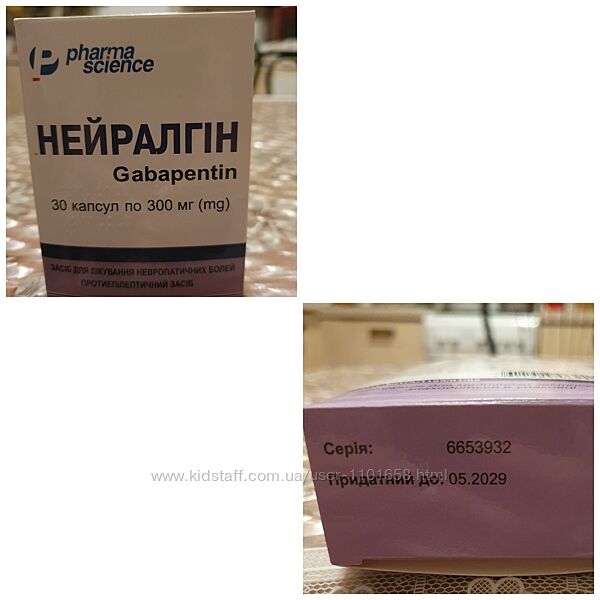 pharma
science
НЕЙРАЛГІН
Gabapentin
30 капсул по 300 мг (mg)
ЗАСІБ ДЛЯ ЛІКУВАННЯ НЕВРОПАТИЧНИХ БОЛЕЙ
ПРОТИЕПІЛЕПТИЧНИЙ ЗАСІБ
Серія: 6653932
www.kidstaff.com.ua/user-1101658.html
Придатний до: 05.2029